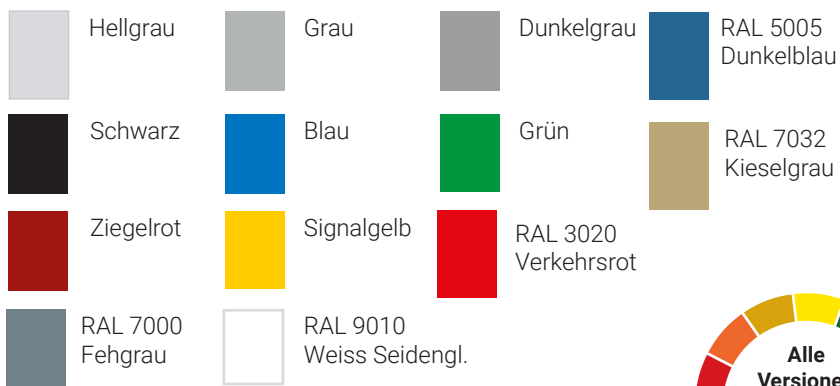 Hellgrau
Grau
Dunkelgrau
RAL 5005
Dunkelblau
Schwarz
Blau
Grün
RAL 7032
Kieselgrau
Ziegelrot
Signalgelb
RAL 3020
Verkehrsrot
RAL 7000
Fehgrau
RAL 9010
Weiss Seidengl.
Alle
Versione